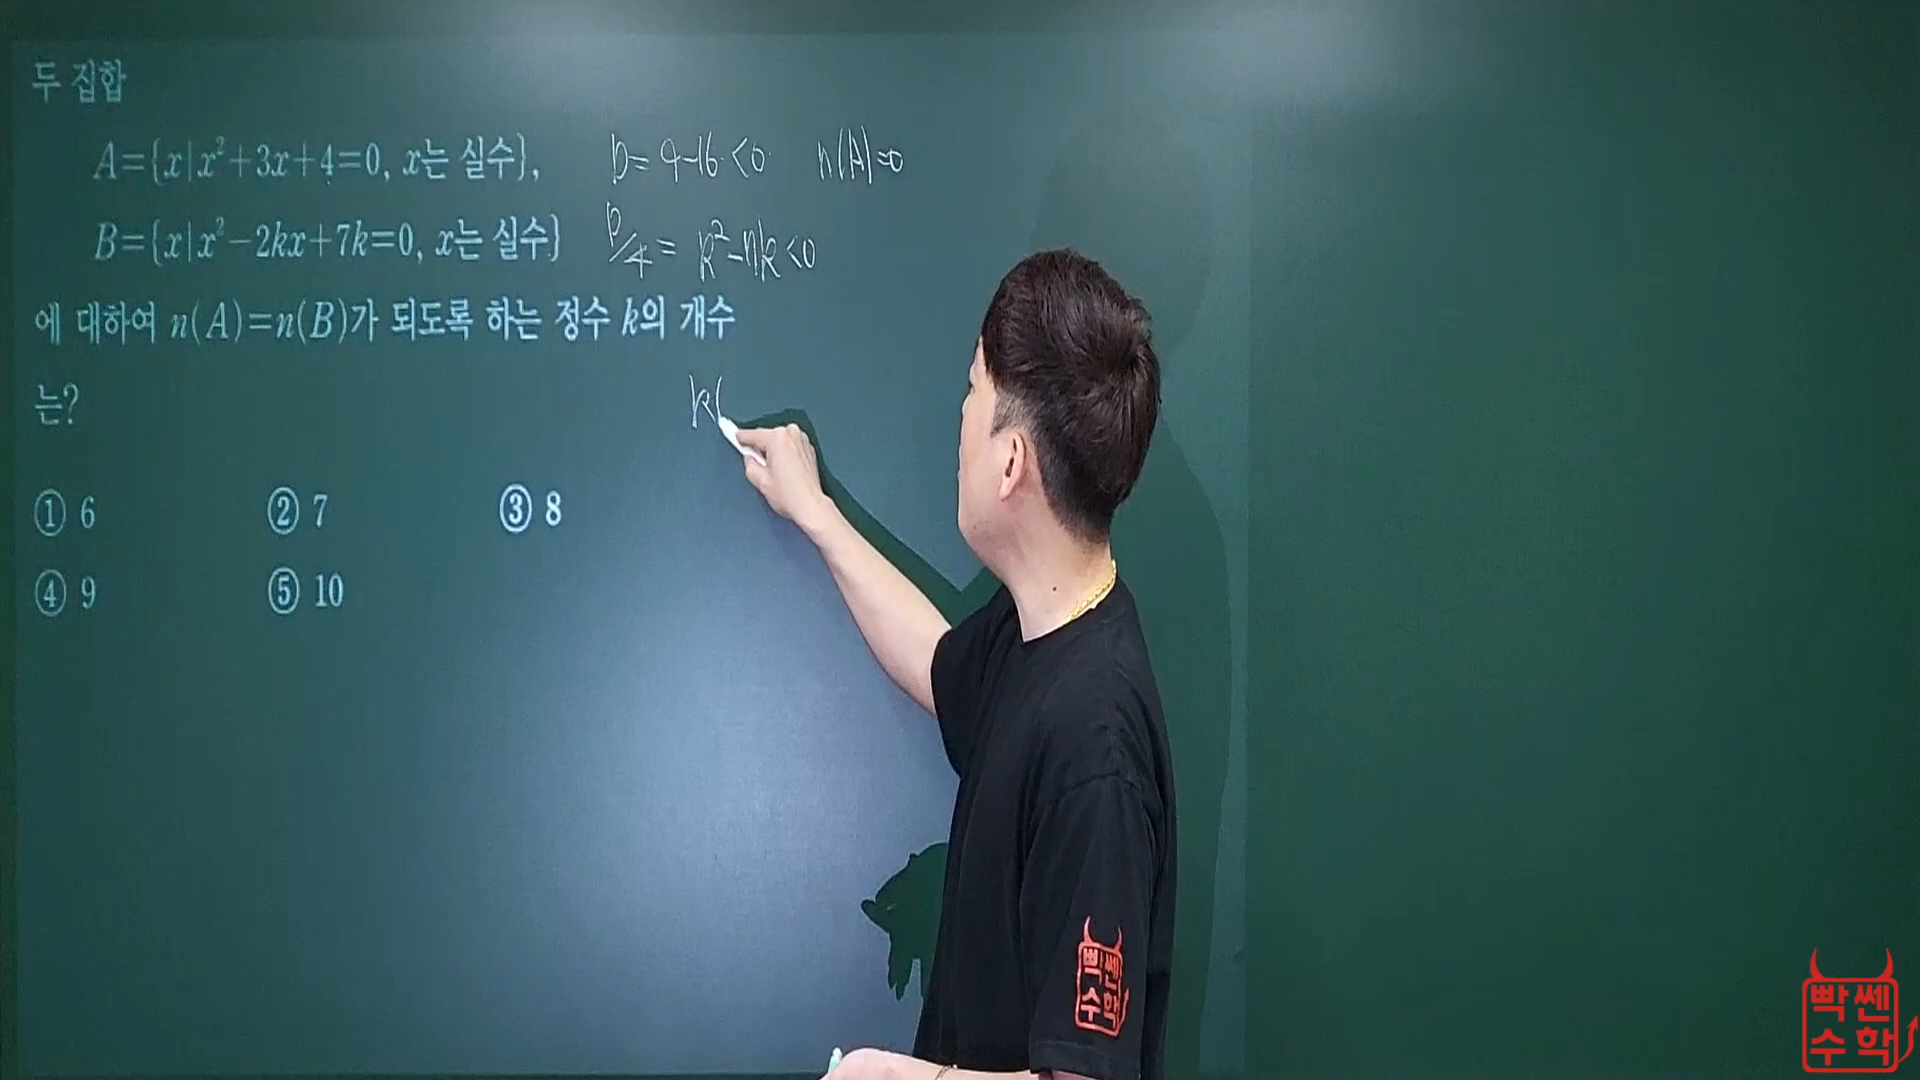 두 집합
A={x|x²+3x+4=0, x는 실수},
D= 9-16<0 n(A)=0
B={x|x²-2kx+7k=0, x는 실수}
D/4= k²-7k<0
에 대하여 n(A)=n(B)가 되도록 하는 정수 k의 개수
는?
k(
① 6 ② 7 ③ 8
④ 9 ⑤ 10
빡쎈
수학
빡쎈
수학